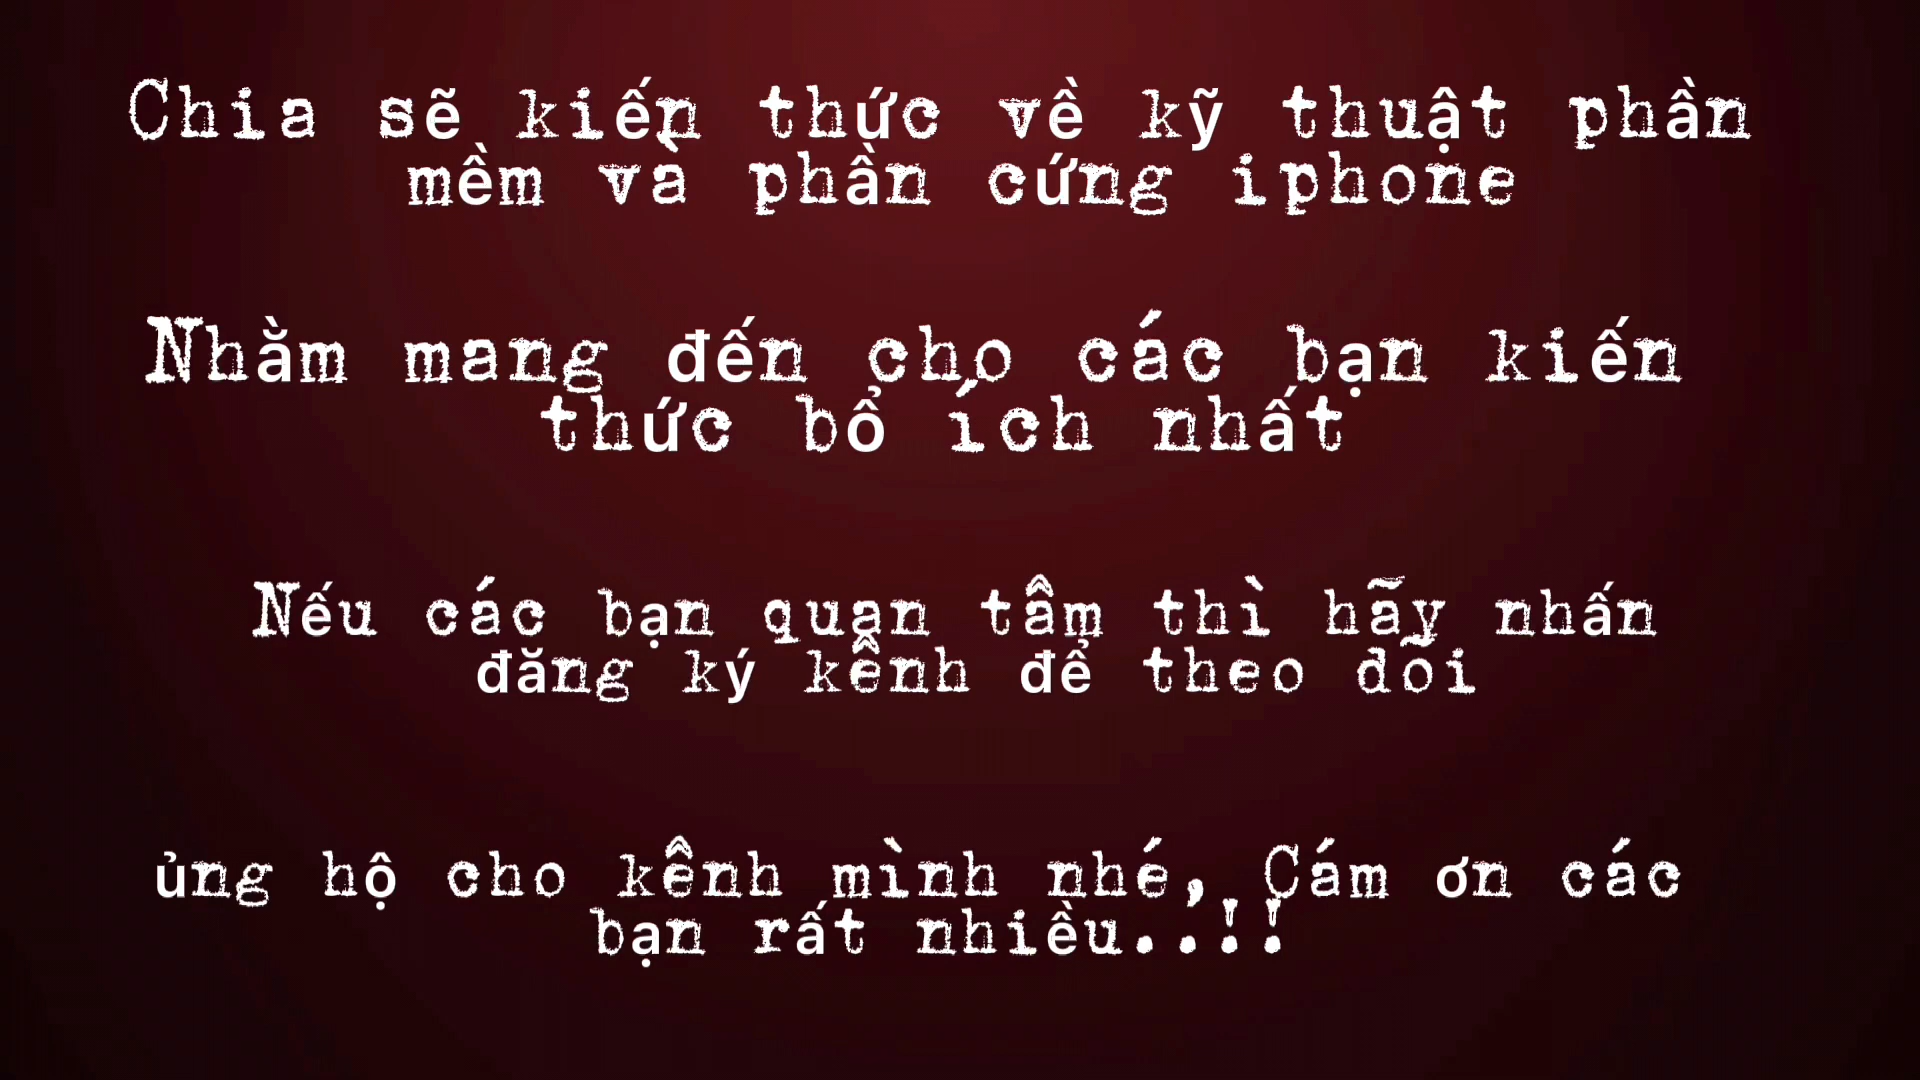 Chia sẽ kiến thức về kỹ thuật phần
mềm và phần cứng iphone
Nhằm mang đến cho các bạn kiến
thức bổ ích nhất
Nếu các bạn quan tâm thì hãy nhấn
đăng ký kênh để theo dõi
ủng hộ cho kênh mình nhé, Cám ơn các
bạn rất nhiều..!!